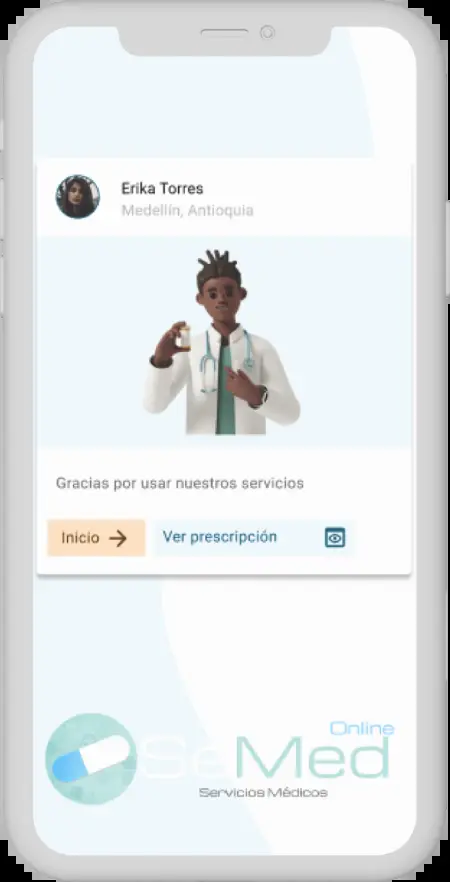 Erika Torres
Medellín, Antioquia
Gracias por usar nuestros servicios
Inicio
Ver prescripción
Online
SeMed
Servicios Médicos